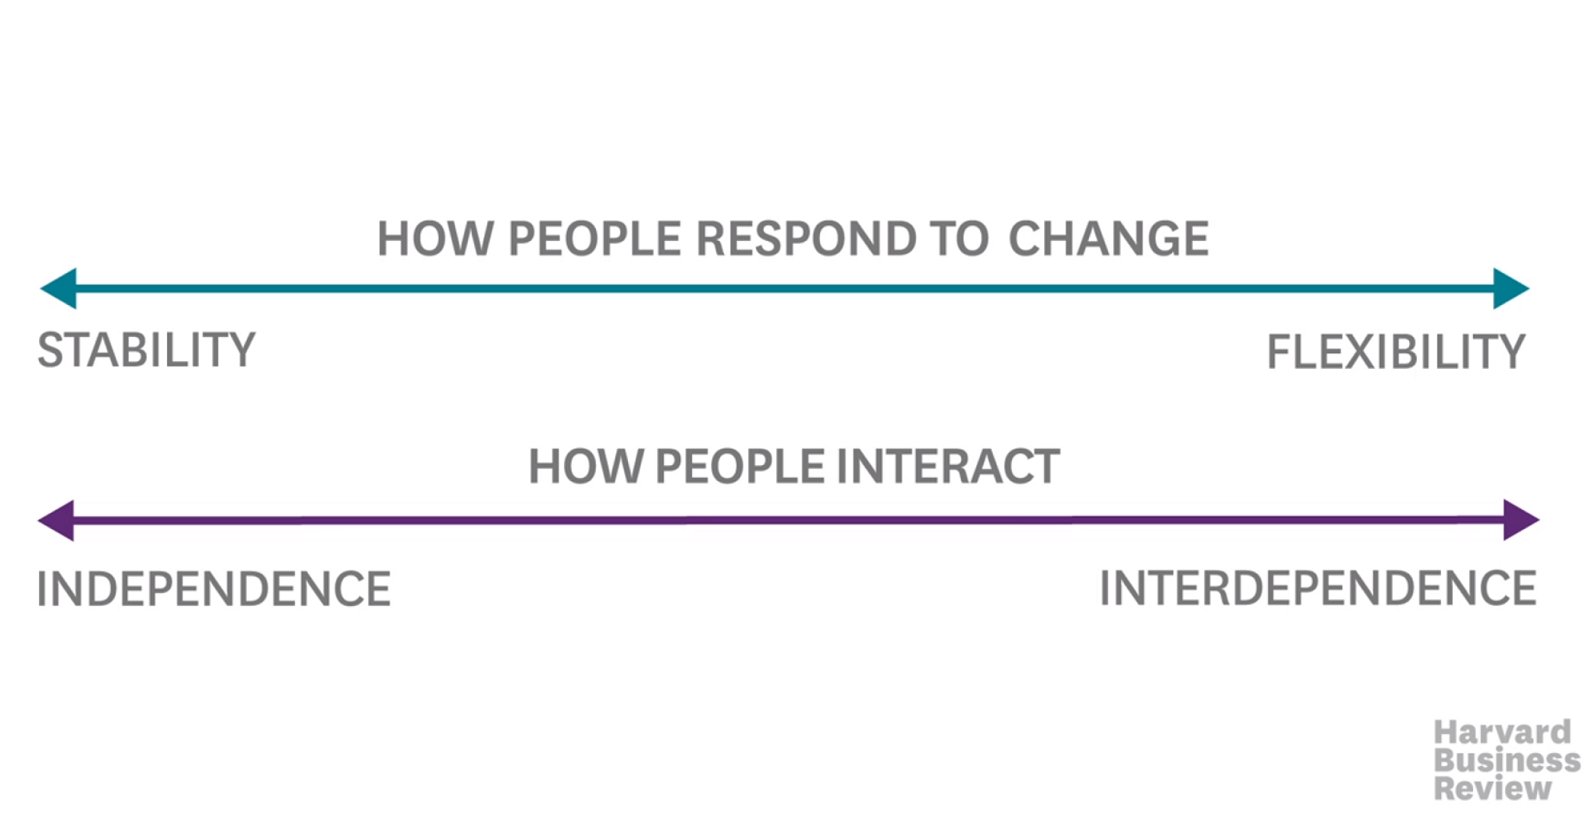 HOW PEOPLE RESPOND TO CHANGE
STABILITY
FLEXIBILITY
HOW PEOPLE INTERACT
INDEPENDENCE
INTERDEPENDENCE
Harvard
Business
Review